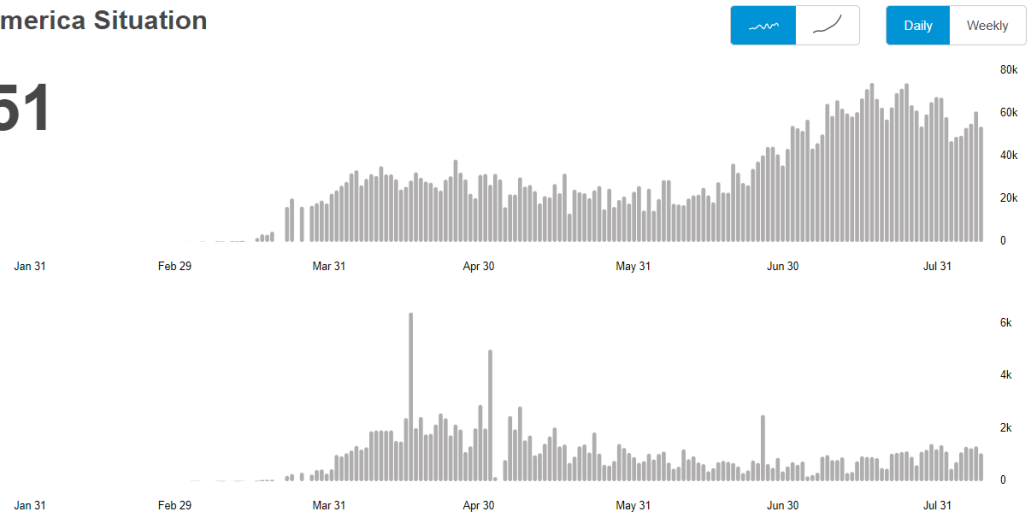 merica Situation
Daily Weekly
51
80k
60k
40k
20k
0
Jan 31 Feb 29 Mar 31 Apr 30 May 31 Jun 30 Jul 31
6k
4k
2k
0
Jan 31 Feb 29 Mar 31 Apr 30 May 31 Jun 30 Jul 31